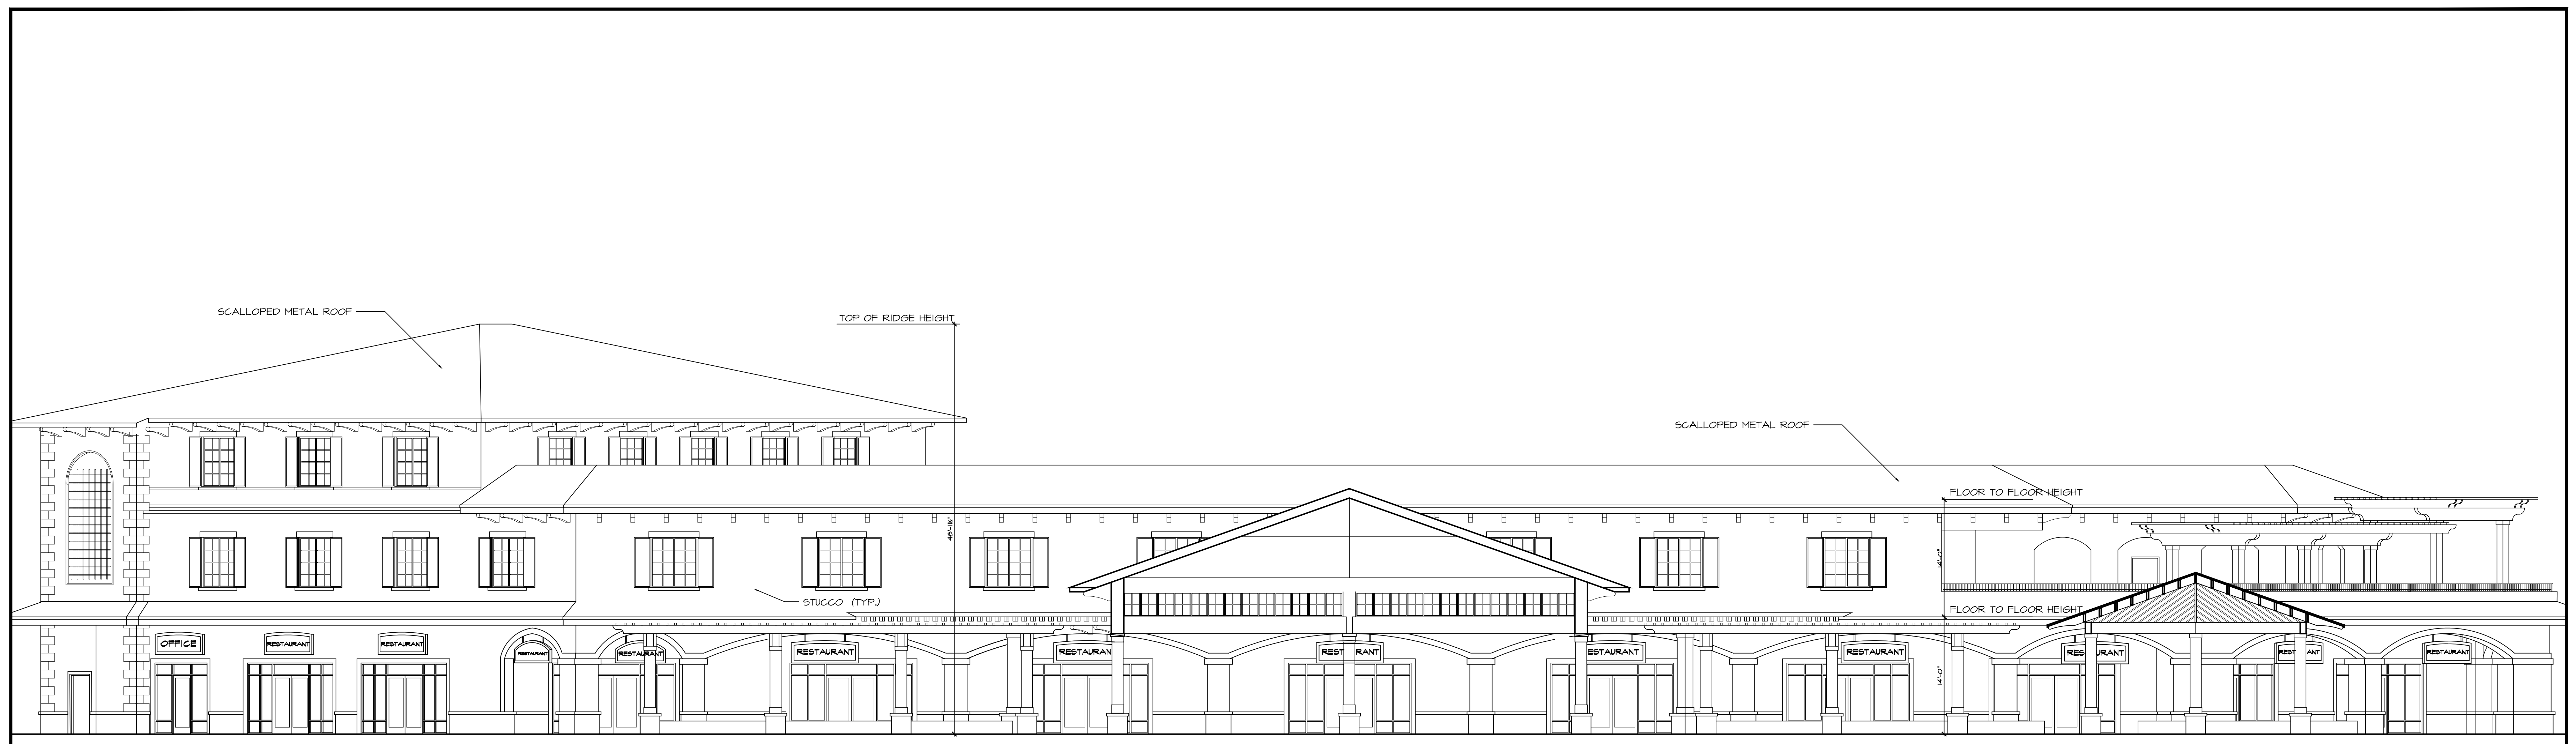 SCALLOPED METAL ROOF
TOP OF RIDGE HEIGHT
SCALLOPED METAL ROOF
FLOOR TO FLOOR HEIGHT
14'-0"
STUCCO (TYP.)
FLOOR TO FLOOR HEIGHT
14'-0"
OFFICE
RESTAURANT
RESTAURANT
RESTAURANT
RESTAURANT
RESTAURANT
RESTAURANT
RESTAURANT
RESTAURANT
RESTAURANT
RESTAURANT
RESTAURANT
RESTAURANT